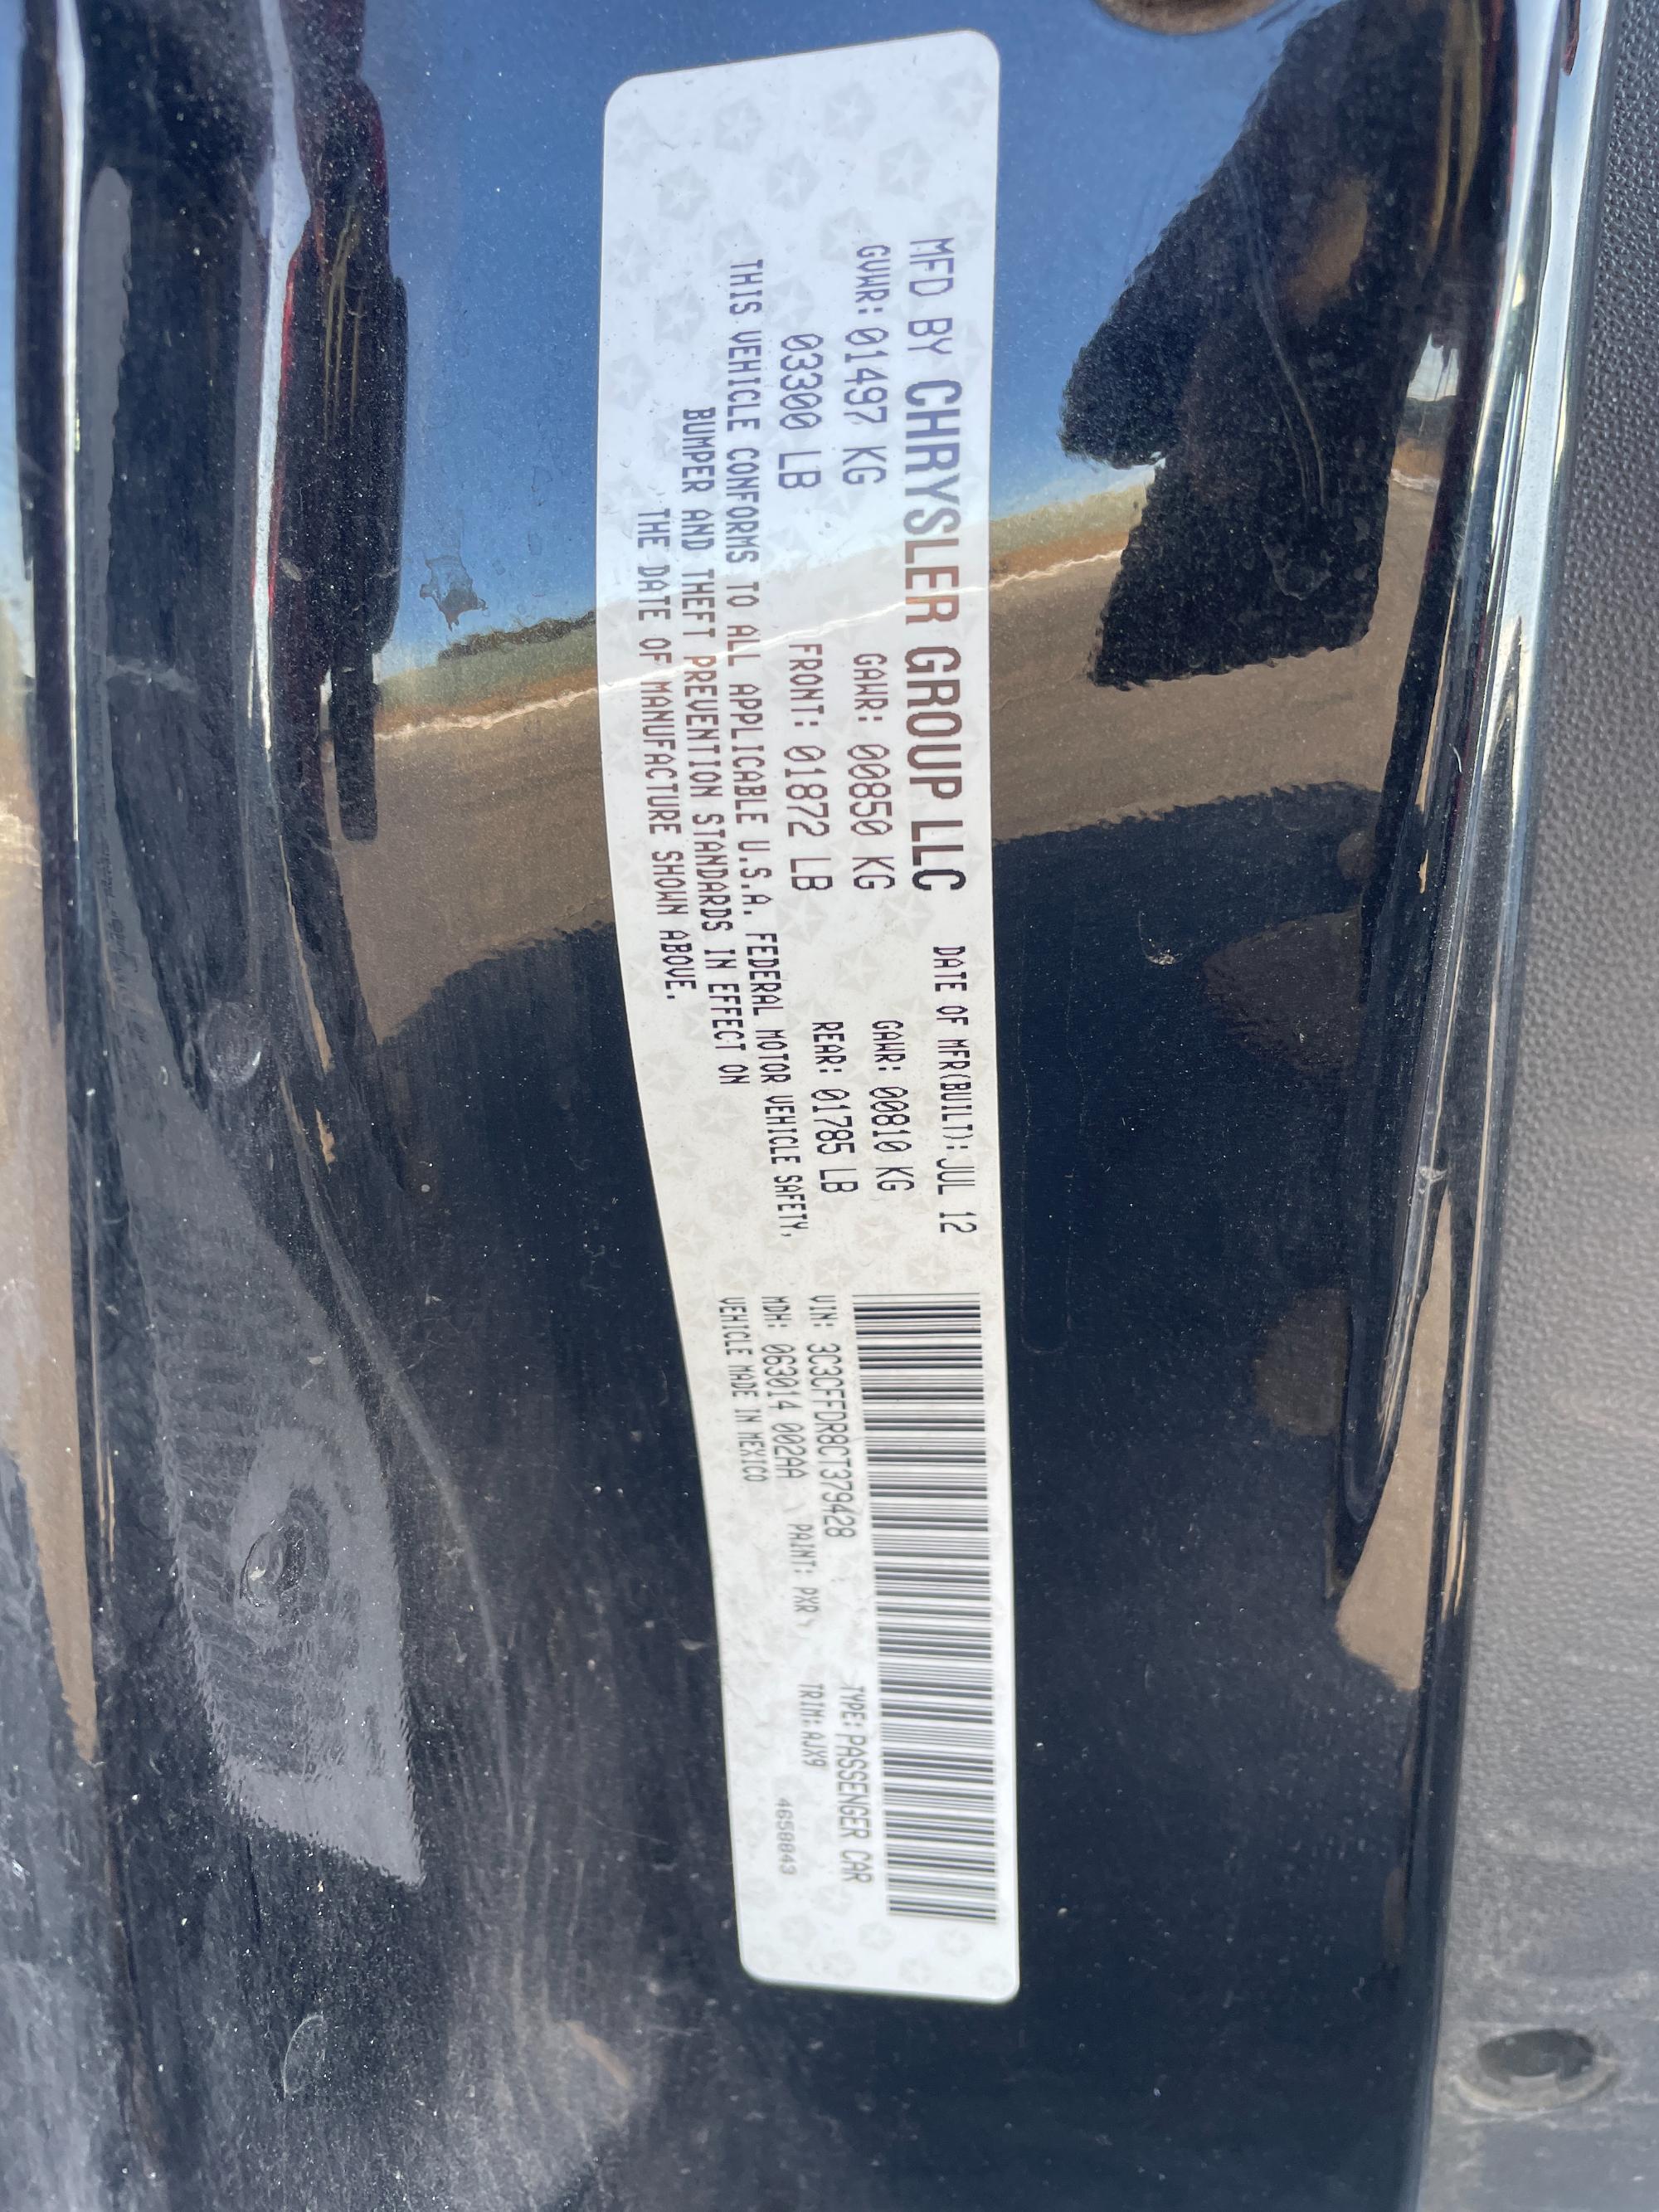 MFD BY CHRYSLER GROUP LLC DATE OF MFR(BUILT): JUL 12
GVWR: 01497 KG GAWR: 00850 KG GAWR: 00810 KG
03300 LB FRONT: 01872 LB REAR: 01785 LB
THIS VEHICLE CONFORMS TO ALL APPLICABLE U.S.A. FEDERAL MOTOR VEHICLE SAFETY,
BUMPER AND THEFT PREVENTION STANDARDS IN EFFECT ON
THE DATE OF MANUFACTURE SHOWN ABOVE.
VIN: 3C3CFFDR8CT379428 TYPE: PASSENGER CAR
MDH: 063014 002AA PAINT: PXR TRIM: AJX9
VEHICLE MADE IN MEXICO 4658843